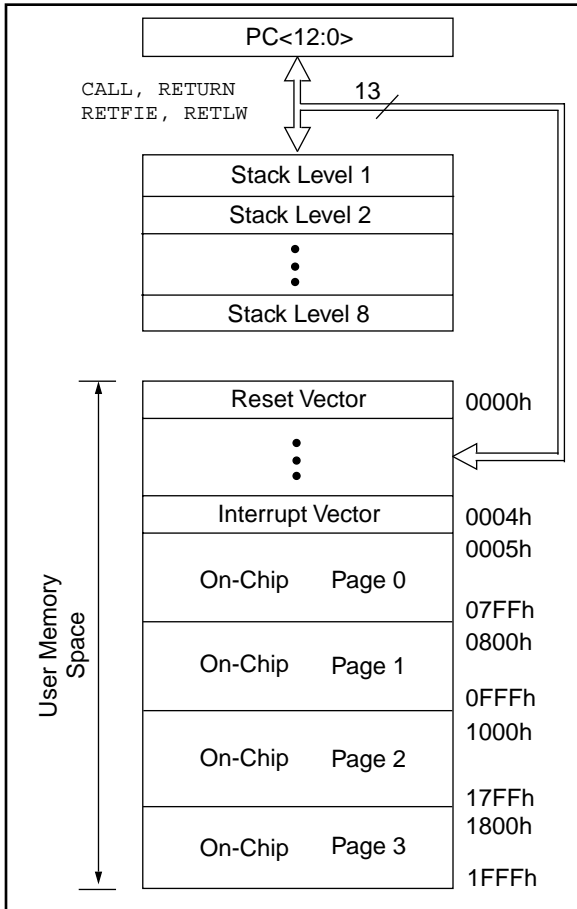 PC<12:0>
CALL, RETURN
RETFIE, RETLW
13
Stack Level 1
Stack Level 2
Stack Level 8
User Memory
Space
Reset Vector
0000h
Interrupt Vector
0004h
0005h
On-Chip Page 0
07FFh
0800h
On-Chip Page 1
0FFFh
1000h
On-Chip Page 2
17FFh
1800h
On-Chip Page 3
1FFFh